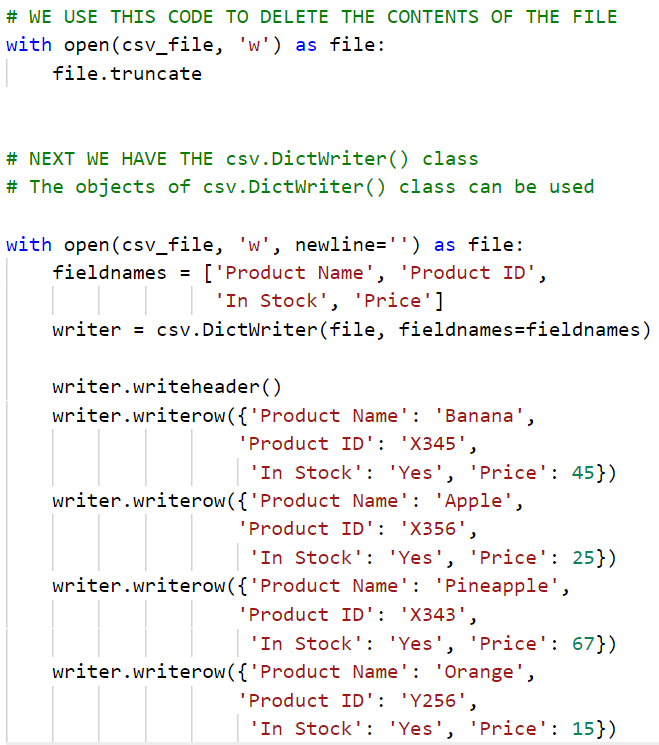 # WE USE THIS CODE TO DELETE THE CONTENTS OF THE FILE
with open(csv_file, 'w') as file:
    file.truncate
# NEXT WE HAVE THE csv.DictWriter() class
# The objects of csv.DictWriter() class can be used
with open(csv_file, 'w', newline='') as file:
    fieldnames = ['Product Name', 'Product ID',
                  'In Stock', 'Price']
    writer = csv.DictWriter(file, fieldnames=fieldnames)
    writer.writeheader()
    writer.writerow({'Product Name': 'Banana',
                    'Product ID': 'X345',
                     'In Stock': 'Yes', 'Price': 45})
    writer.writerow({'Product Name': 'Apple',
                    'Product ID': 'X356',
                     'In Stock': 'Yes', 'Price': 25})
    writer.writerow({'Product Name': 'Pineapple',
                    'Product ID': 'X343',
                     'In Stock': 'Yes', 'Price': 67})
    writer.writerow({'Product Name': 'Orange',
                    'Product ID': 'Y256',
                     'In Stock': 'Yes', 'Price': 15})